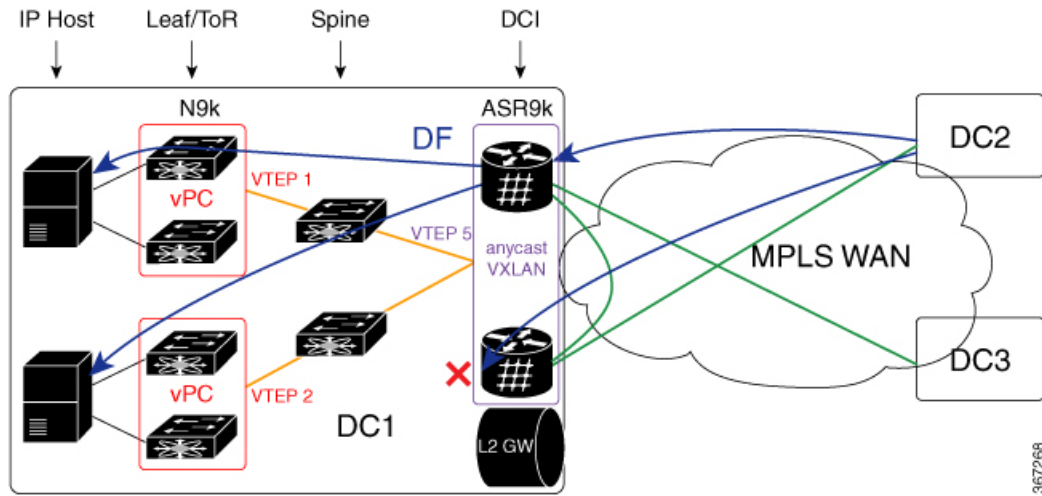 IP Host
Leaf/ToR
Spine
DCI
N9k
ASR9k
DF
DC2
vPC
VTEP 1
VTEP 5
anycast
VXLAN
MPLS WAN
vPC
VTEP 2
DC1
DC3
L2 GW
367268